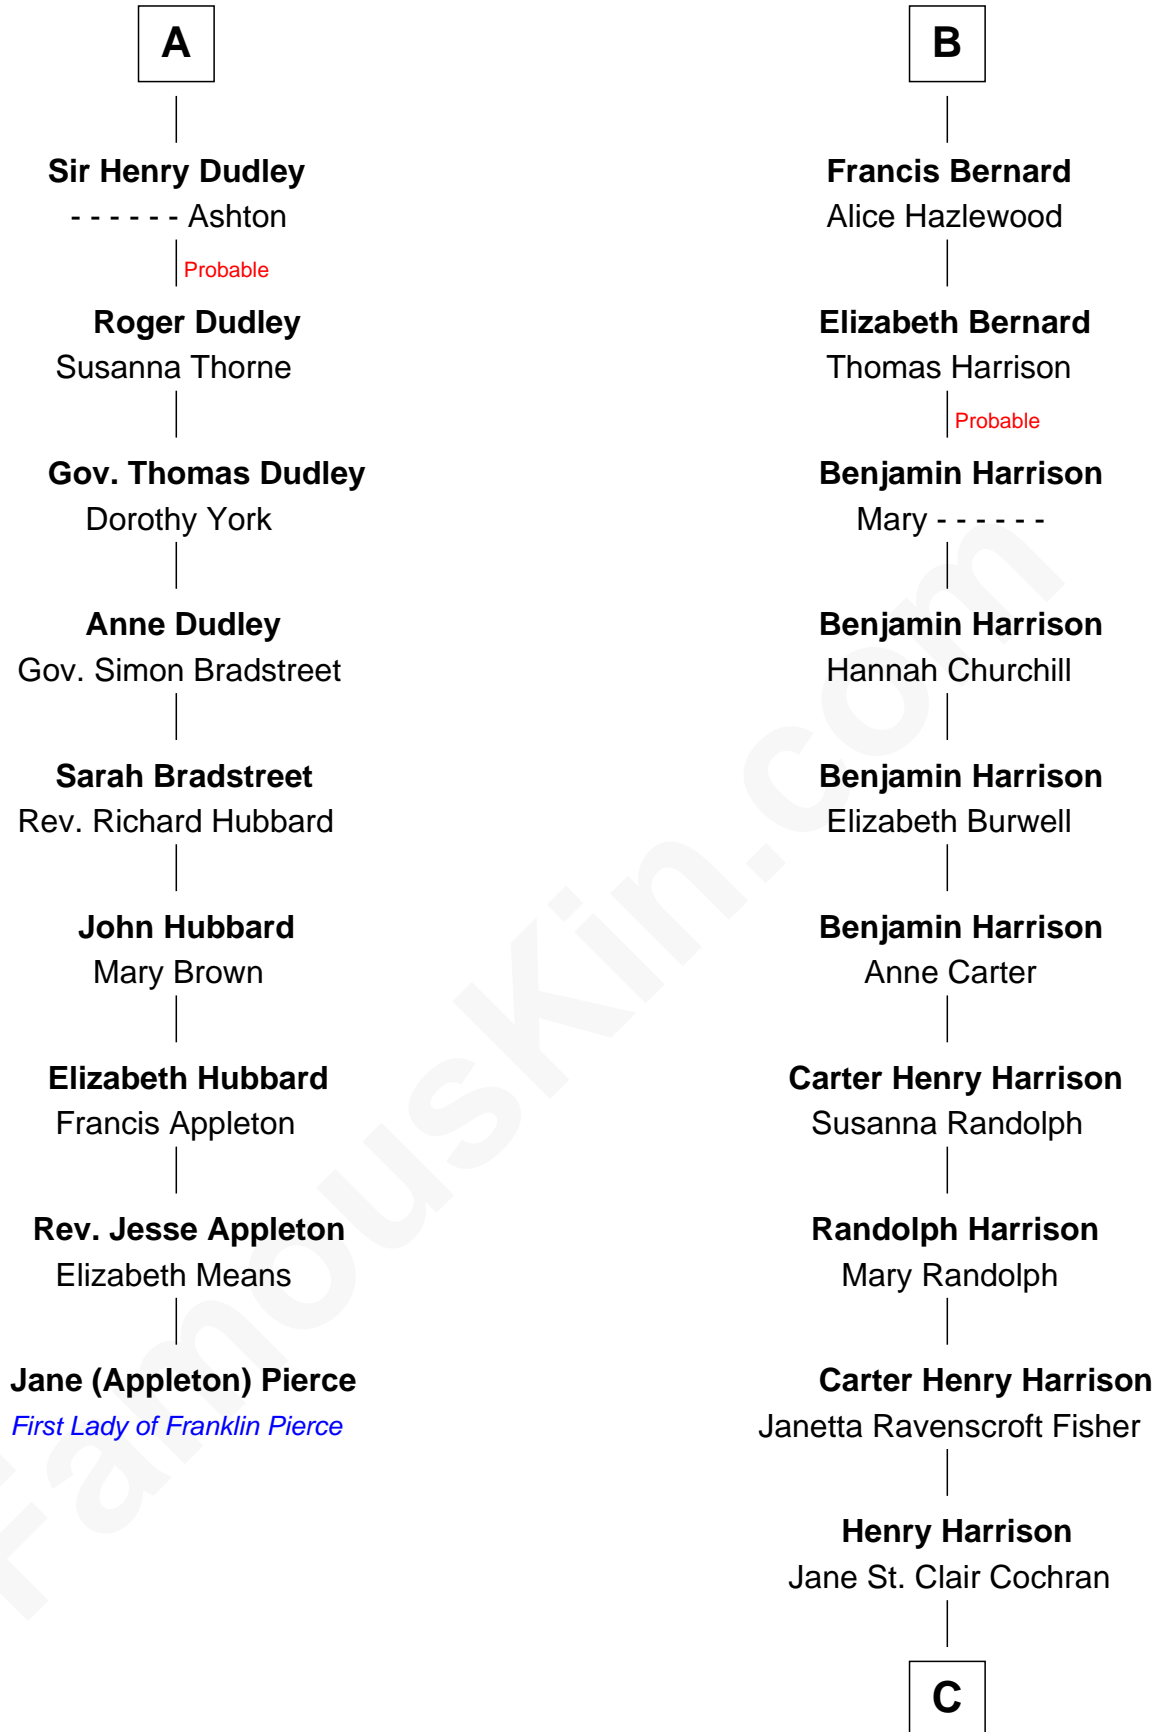 A
Sir Henry Dudley
- - - - - - Ashton
Probable
Roger Dudley
Susanna Thorne
Gov. Thomas Dudley
Dorothy York
Anne Dudley
Gov. Simon Bradstreet
Sarah Bradstreet
Rev. Richard Hubbard
John Hubbard
Mary Brown
Elizabeth Hubbard
Francis Appleton
Rev. Jesse Appleton
Elizabeth Means
Jane (Appleton) Pierce
First Lady of Franklin Pierce
B
Francis Bernard
Alice Hazlewood
Elizabeth Bernard
Thomas Harrison
Probable
Benjamin Harrison
Mary - - - - - -
Benjamin Harrison
Hannah Churchill
Benjamin Harrison
Elizabeth Burwell
Benjamin Harrison
Anne Carter
Carter Henry Harrison
Susanna Randolph
Randolph Harrison
Mary Randolph
Carter Henry Harrison
Janetta Ravenscroft Fisher
Henry Harrison
Jane St. Clair Cochran
C
FamousKin.com